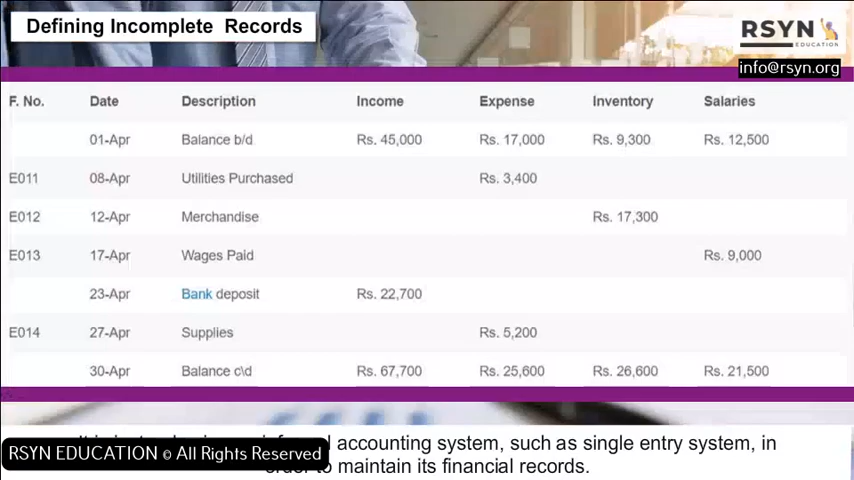 Defining Incomplete Records
RSYN
EDUCATION
info@rsyn.org
F. No. Date Description Income Expense Inventory Salaries
01-Apr Balance b/d Rs. 45,000 Rs. 17,000 Rs. 9,300 Rs. 12,500
E011 08-Apr Utilities Purchased Rs. 3,400
E012 12-Apr Merchandise Rs. 17,300
E013 17-Apr Wages Paid Rs. 9,000
23-Apr Bank deposit Rs. 22,700
E014 27-Apr Supplies Rs. 5,200
30-Apr Balance c\d Rs. 67,700 Rs. 25,600 Rs. 26,600 Rs. 21,500
accounting system, such as single entry system, in
to maintain its financial records.
RSYN EDUCATION © All Rights Reserved